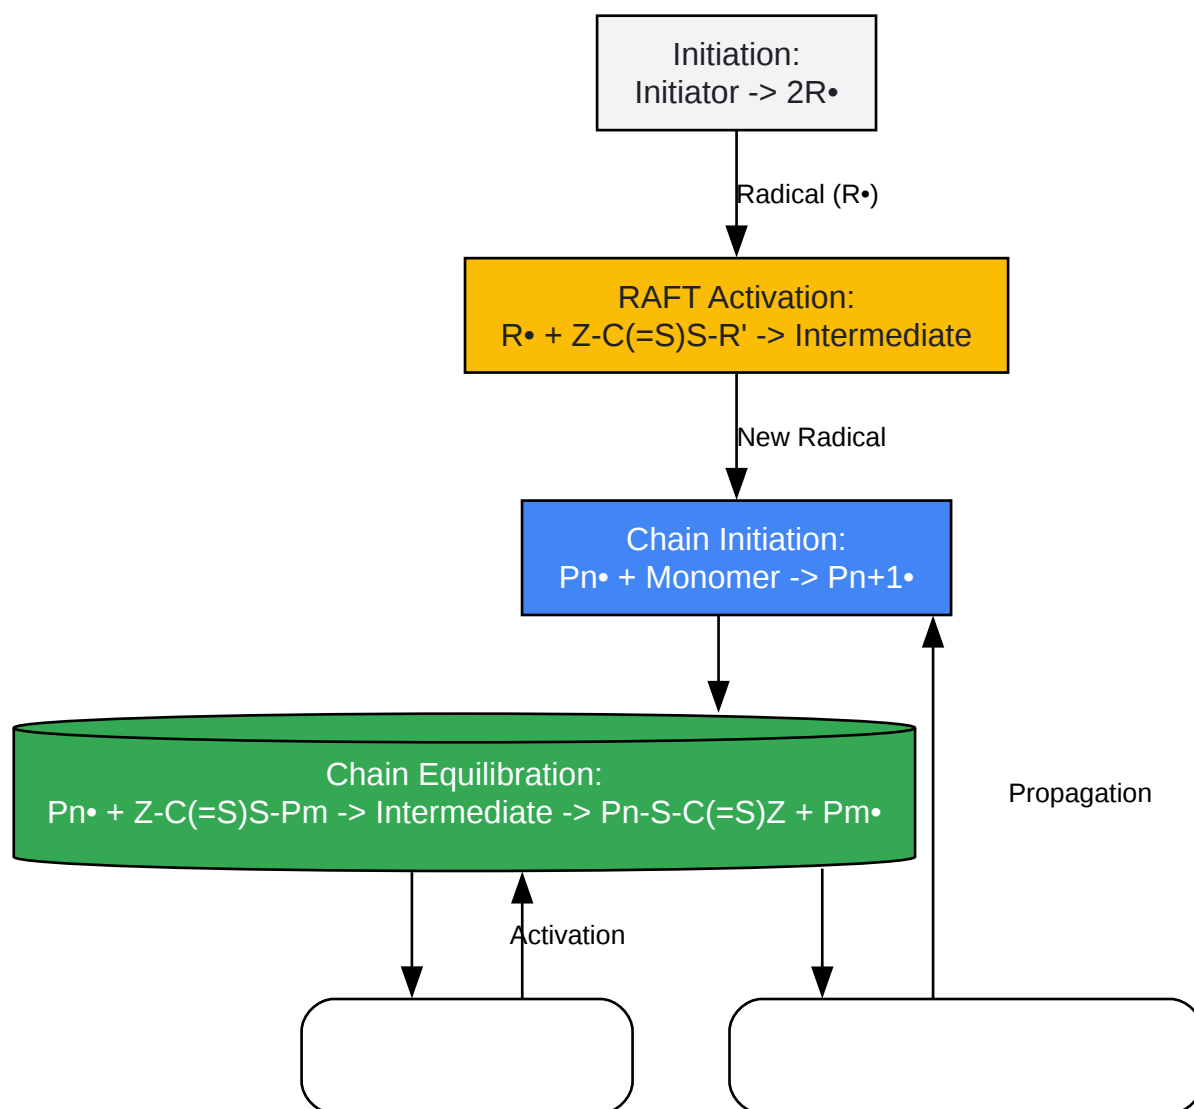 Initiation:
Initiator -> 2R•
Radical (R•)
RAFT Activation:
R• + Z-C(=S)S-R' -> Intermediate
New Radical
Chain Initiation:
Pn• + Monomer -> Pn+1•
Chain Equilibration:
Pn• + Z-C(=S)S-Pm -> Intermediate -> Pn-S-C(=S)Z + Pm•
Propagation
Activation